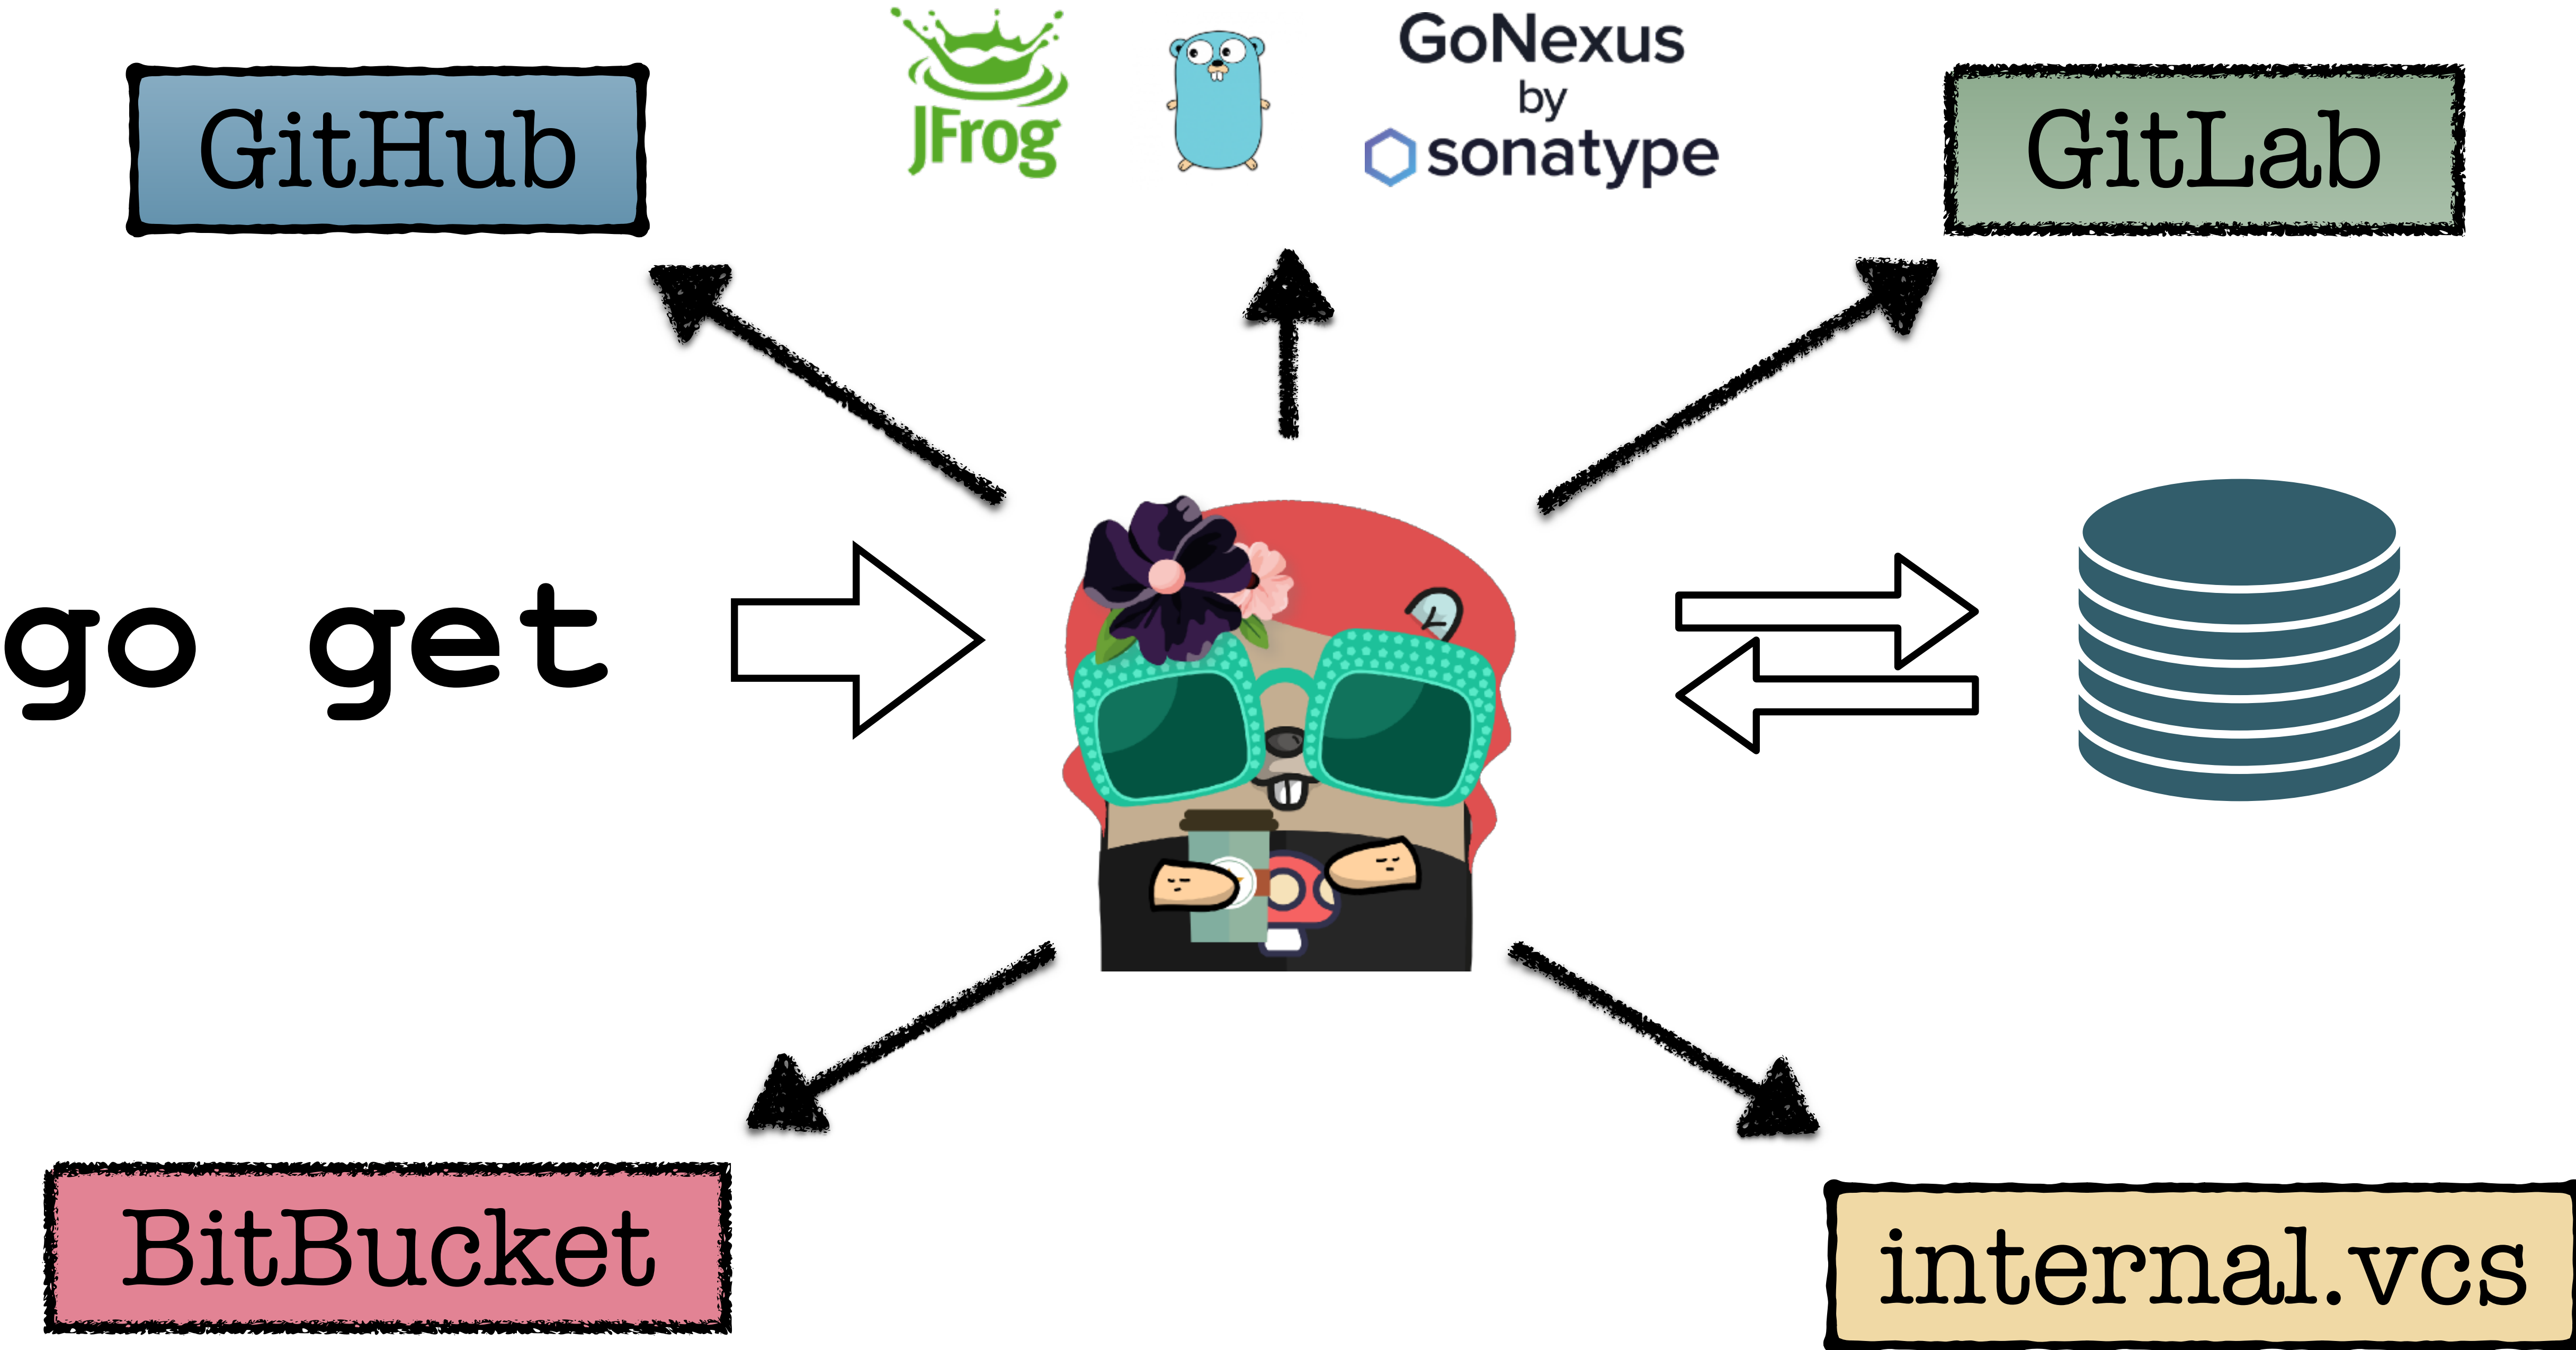 JFrog
GoNexus
by
sonatype
GitHub
GitLab
go get
BitBucket
internal.vcs